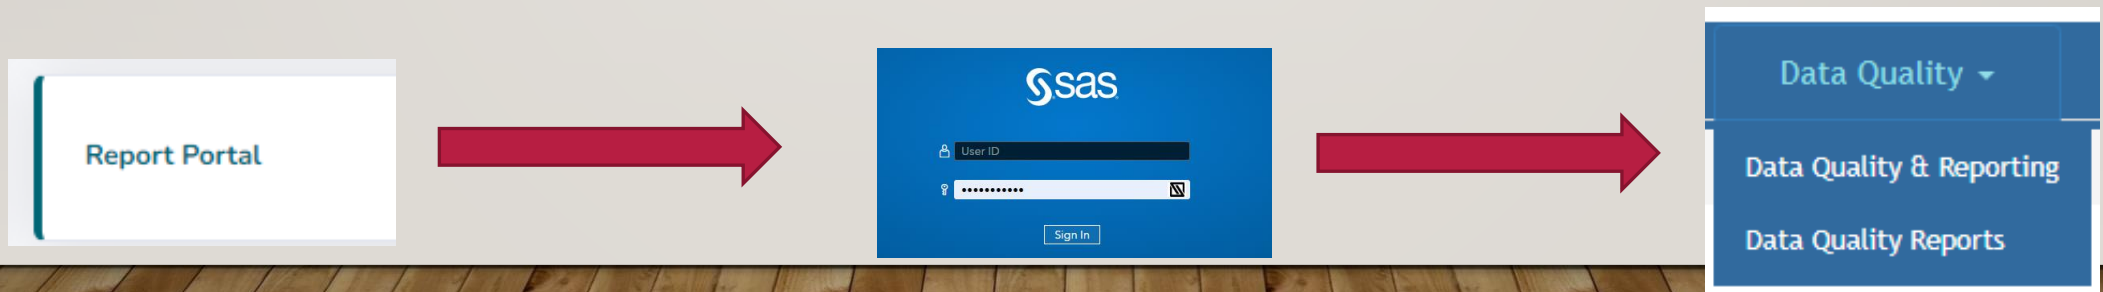 Report Portal
sas
User ID
•••••••••••
Sign In
Data Quality
Data Quality & Reporting
Data Quality Reports